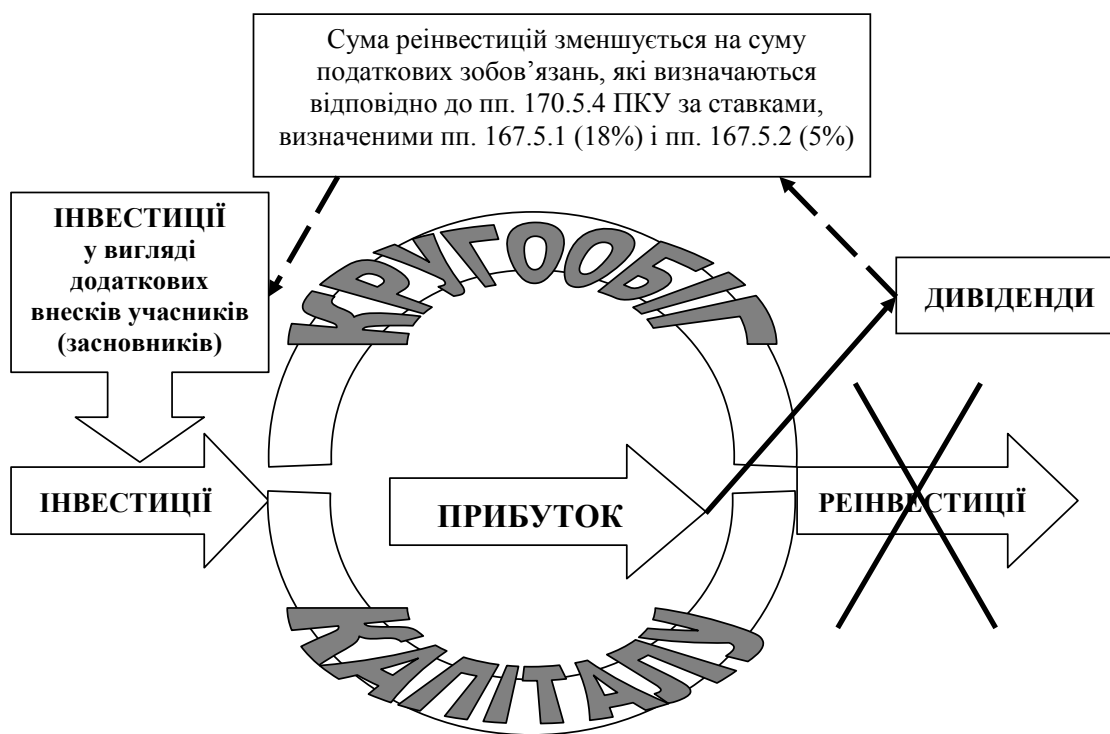 Сума реінвестицій зменшується на суму
податкових зобов’язань, які визначаються
відповідно до пп. 170.5.4 ПКУ за ставками,
визначеними пп. 167.5.1 (18%) і пп. 167.5.2 (5%)
ІНВЕСТИЦІЇ
у вигляді
додаткових
внесків учасників
(засновників)
КРУГООБІГ
ДИВІДЕНДИ
ІНВЕСТИЦІЇ
ПРИБУТОК
РЕІНВЕСТИЦІЇ
КАПІТАЛУ